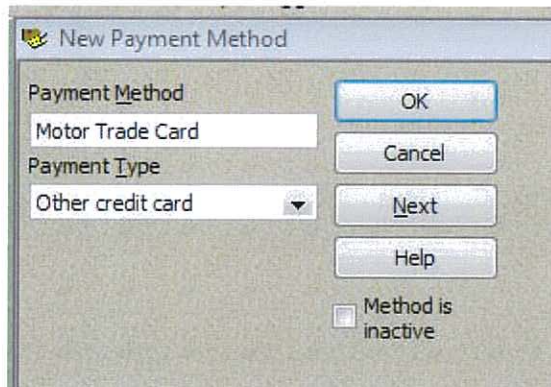 New Payment Method
Payment Method
Motor Trade Card
Payment Type
Other credit card
OK
Cancel
Next
Help
Method is
inactive